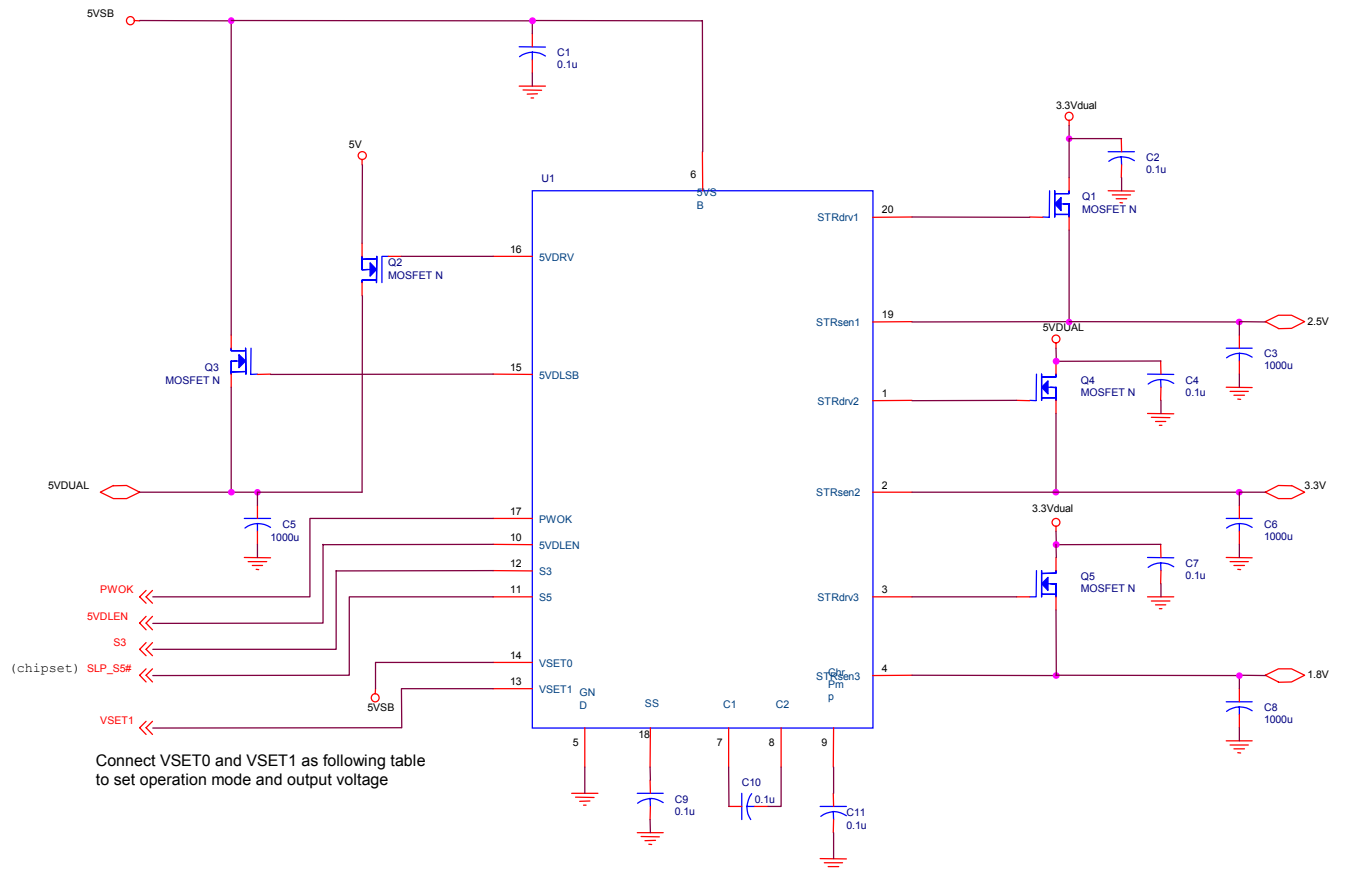 5VSB
C1
0.1u
3.3Vdual
C2
0.1u
5V
U1
6
5VS
B
Q1
MOSFET N
20
STRdrv1
16
5VDRV
Q2
MOSFET N
19
STRsen1
2.5V
5VDUAL
C3
1000u
Q3
MOSFET N
15
5VDLSB
Q4
MOSFET N
C4
0.1u
1
STRdrv2
5VDUAL
2
STRsen2
3.3V
C5
1000u
17
PWOK
3.3Vdual
C6
1000u
10
5VDLEN
12
S3
C7
0.1u
Q5
MOSFET N
11
S5
3
STRdrv3
PWOK
5VDLEN
S3
(chipset) SLP_S5#
14
VSET0
4
STRsen3
1.8V
13
VSET1
5VSB
GN
D
SS
C1
C2
Chr
Pm
p
VSET1
C8
1000u
5
18
7
8
9
Connect VSET0 and VSET1 as following table
to set operation mode and output voltage
C9
0.1u
C10
0.1u
C11
0.1u